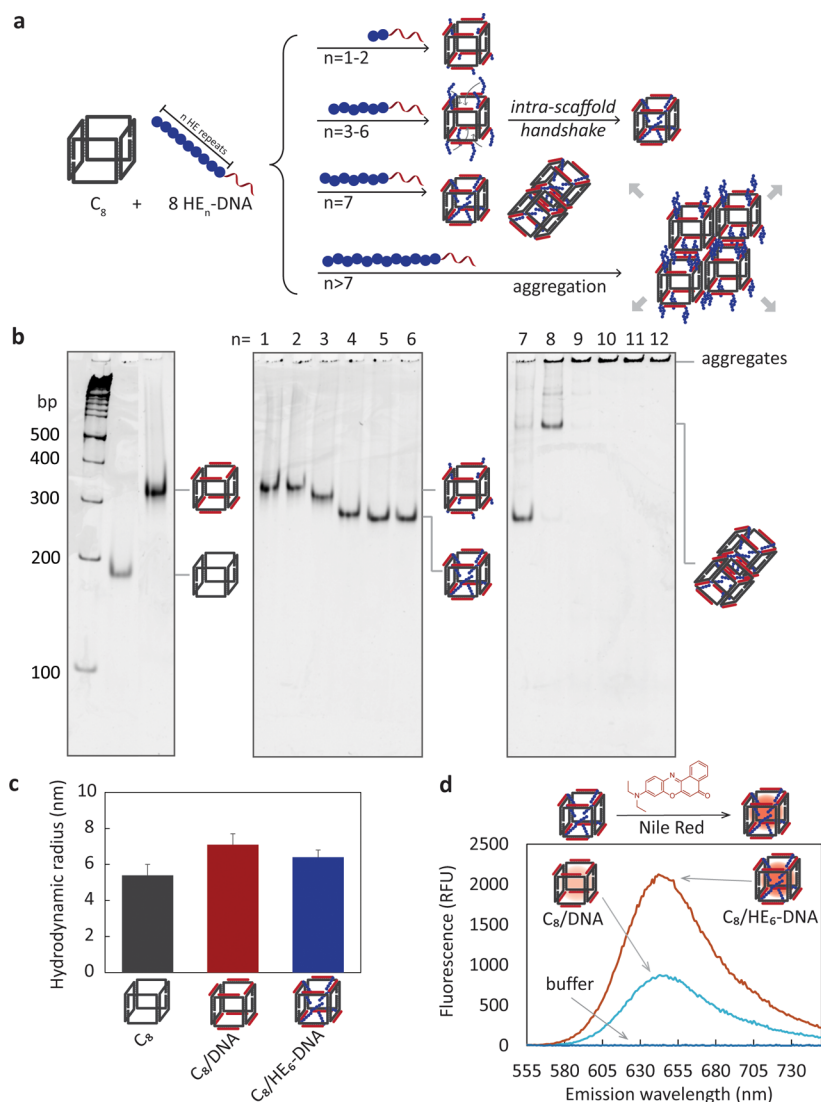 a
n=1-2
n=3-6
intra-scaffold
handshake
n HE repeats
C₈ + 8 HEₙ-DNA
n=7
n>7
aggregation
b
n= 1 2 3 4 5 6 7 8 9 10 11 12
aggregates
bp
500
400
300
200
100
c
Hydrodynamic radius (nm)
10
8
6
4
2
0
C₈
C₈/DNA
C₈/HE₆-DNA
d
N
N
O
O
Nile Red
Fluorescence (RFU)
2500
2000
1500
1000
500
0
C₈/DNA
C₈/HE₆-DNA
buffer
555 580 605 630 655 680 705 730
Emission wavelength (nm)